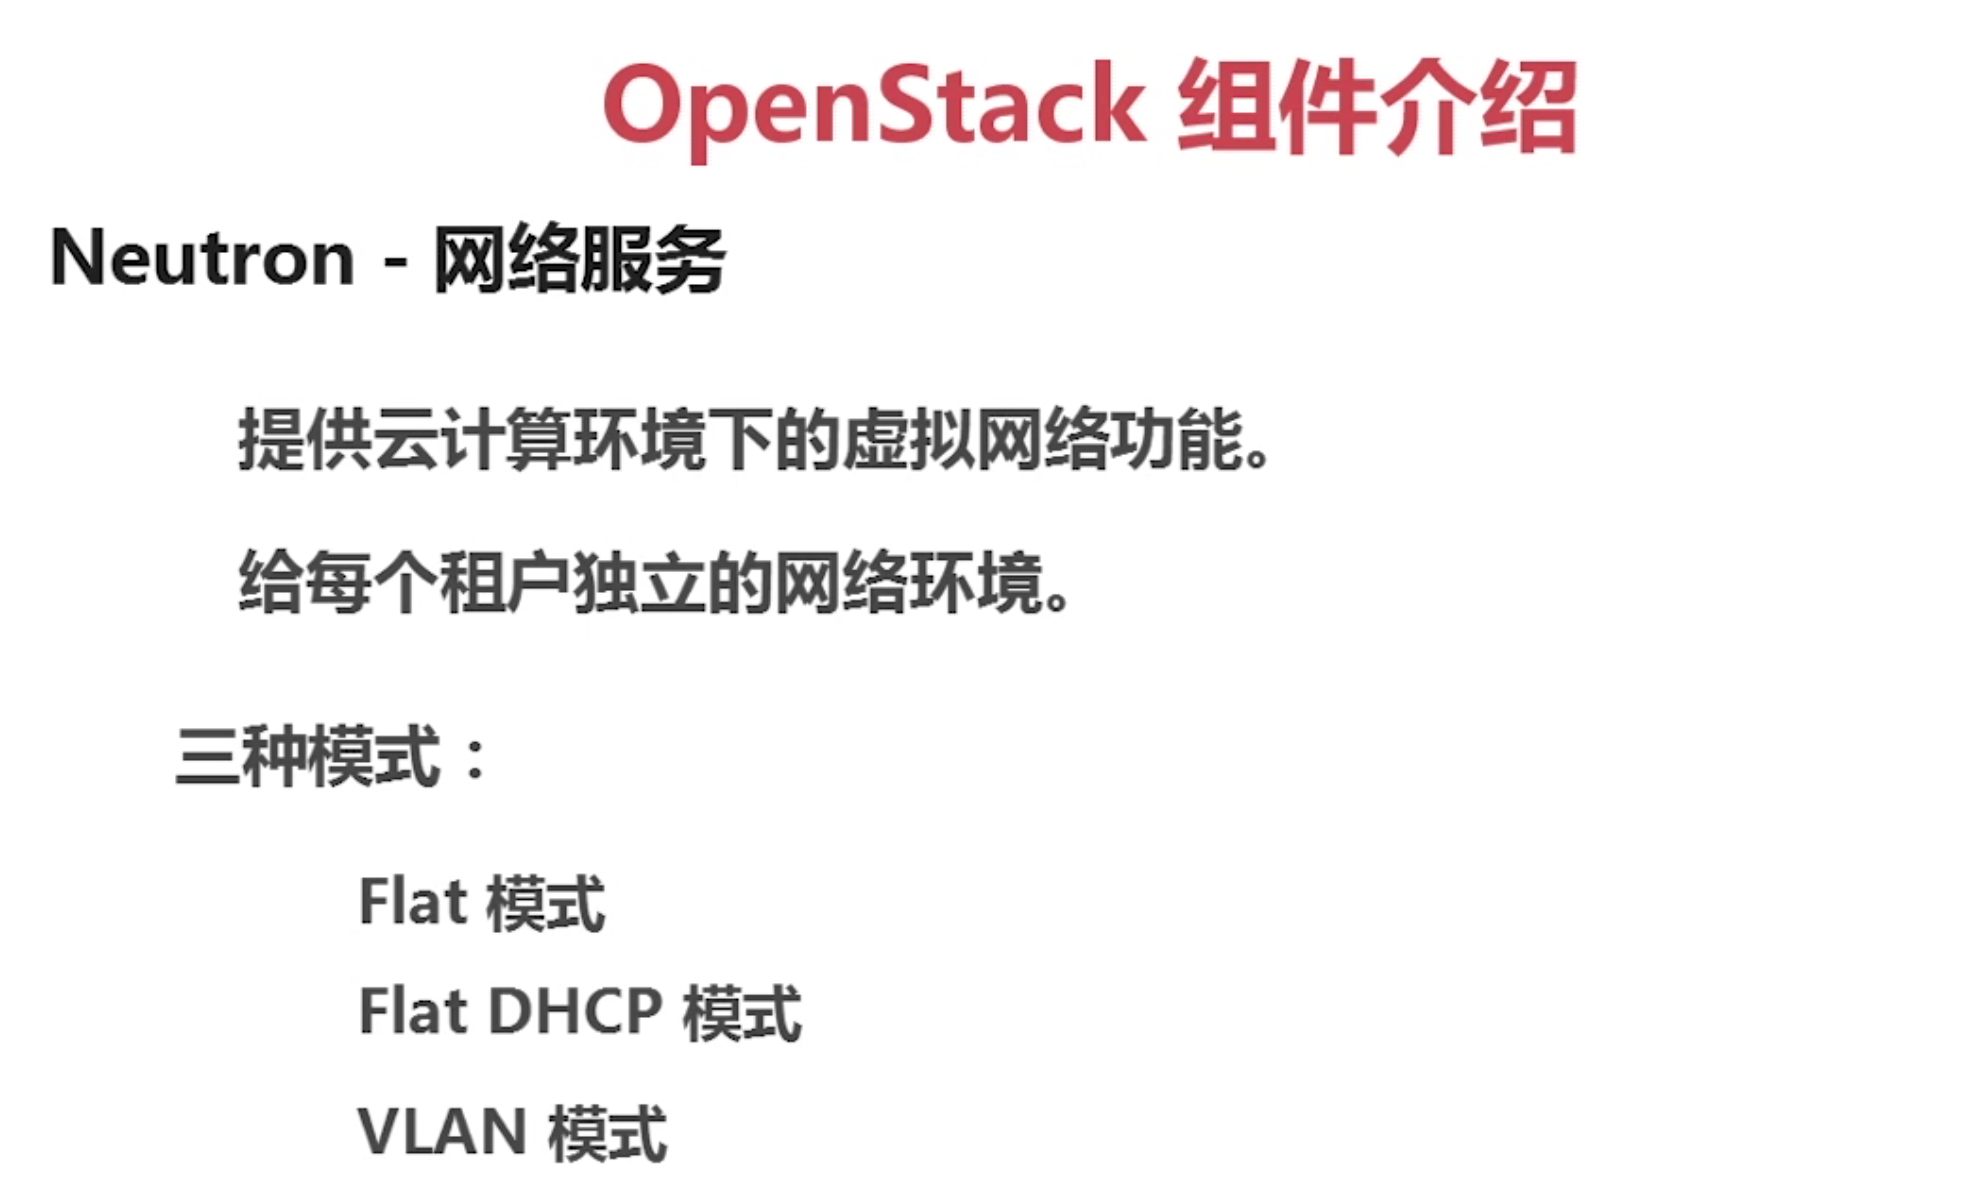 OpenStack 组件介绍
Neutron - 网络服务
提供云计算环境下的虚拟网络功能。
给每个租户独立的网络环境。
三种模式：
Flat 模式
Flat DHCP 模式
VLAN 模式